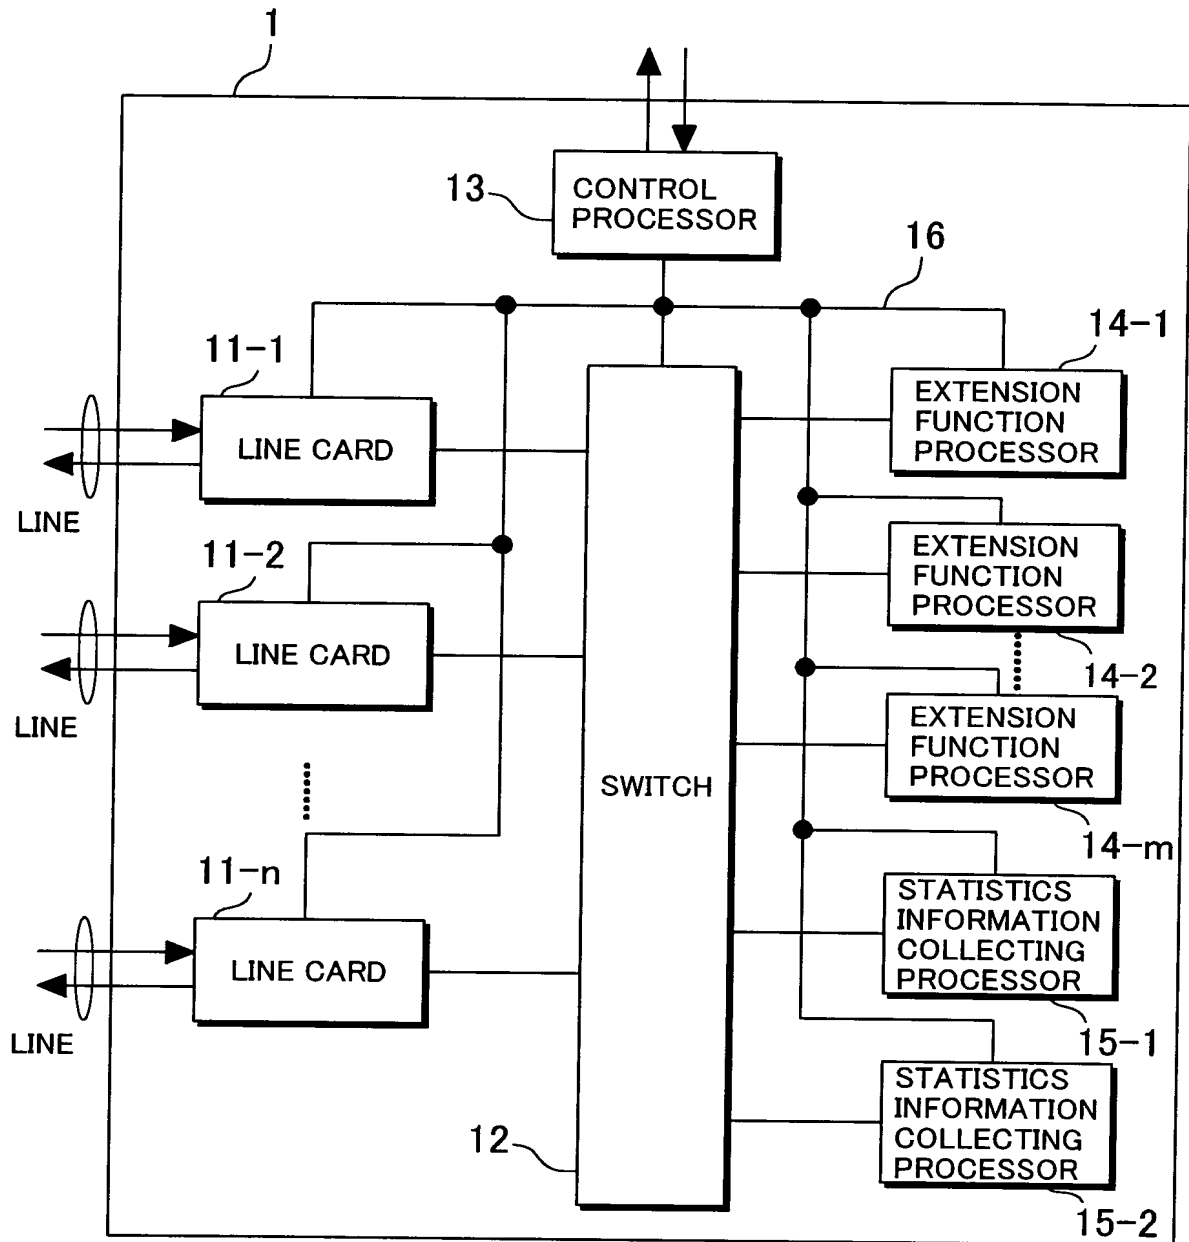 1
CONTROL
PROCESSOR
13
16
11-1
14-1
LINE CARD
EXTENSION
FUNCTION
PROCESSOR
LINE
11-2
LINE CARD
EXTENSION
FUNCTION
PROCESSOR
14-2
LINE
EXTENSION
FUNCTION
PROCESSOR
14-m
SWITCH
11-n
LINE CARD
STATISTICS
INFORMATION
COLLECTING
PROCESSOR
15-1
LINE
STATISTICS
INFORMATION
COLLECTING
PROCESSOR
15-2
12